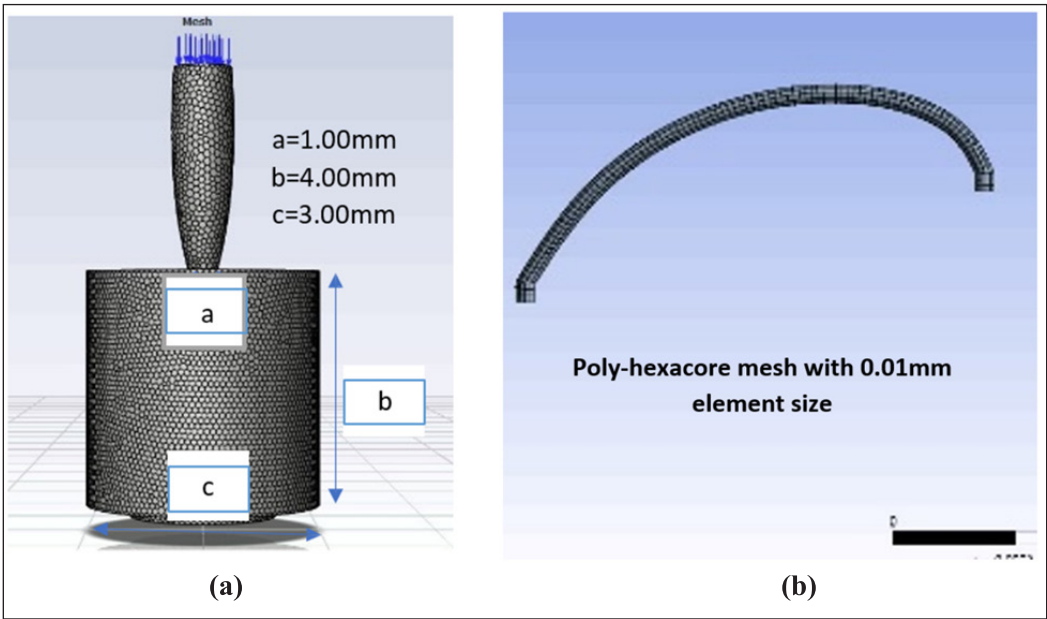 Mesh
a=1.00mm
b=4.00mm
c=3.00mm
a
b
c
(a)
Poly-hexacore mesh with 0.01mm
element size
0
(b)